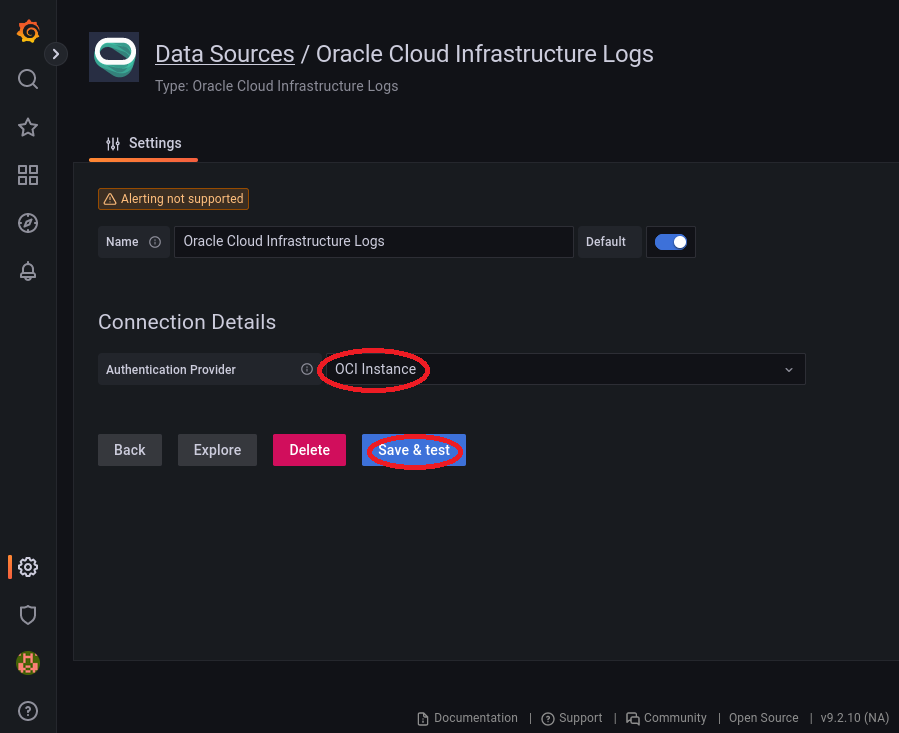 Data Sources / Oracle Cloud Infrastructure Logs
Type: Oracle Cloud Infrastructure Logs
Settings
Alerting not supported
Name Oracle Cloud Infrastructure Logs Default
Connection Details
Authentication Provider OCI Instance
Back Explore Delete Save & test
Documentation | Support | Community | Open Source | v9.2.10 (NA)